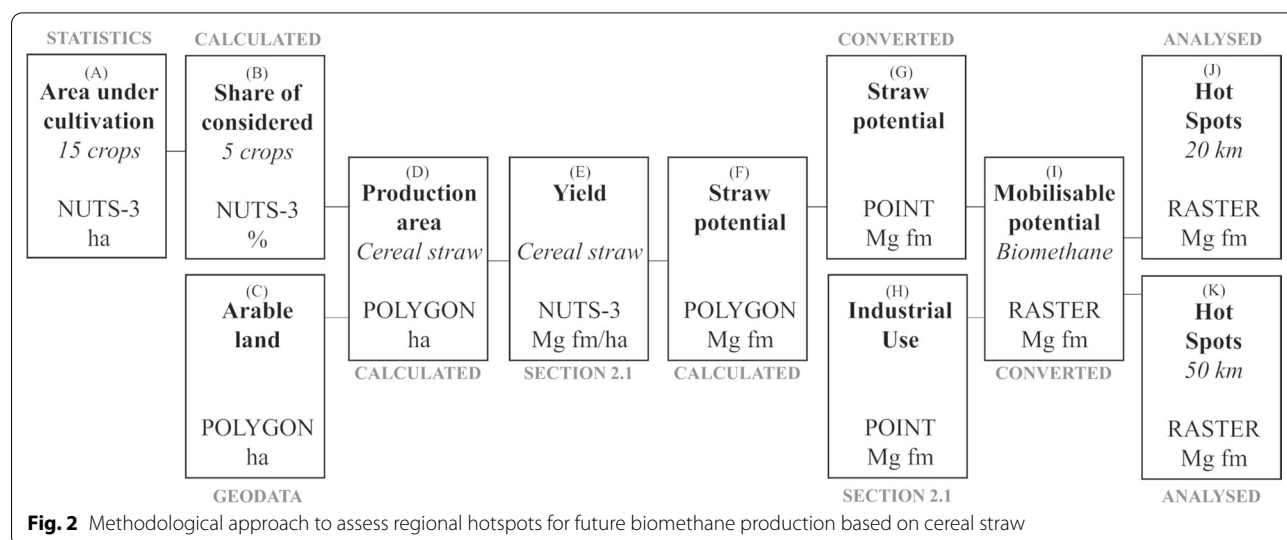 STATISTICS
(A)
Area under
cultivation
15 crops
NUTS-3
ha
CALCULATED
(B)
Share of
considered
5 crops
NUTS-3
%
(C)
Arable
land
POLYGON
ha
GEODATA
(D)
Production
area
Cereal straw
POLYGON
ha
CALCULATED
(E)
Yield
Cereal straw
NUTS-3
Mg fm/ha
SECTION 2.1
(F)
Straw
potential
POLYGON
Mg fm
CALCULATED
CONVERTED
(G)
Straw
potential
POINT
Mg fm
(H)
Industrial
Use
POINT
Mg fm
SECTION 2.1
(I)
Mobilisable
potential
Biomethane
RASTER
Mg fm
CONVERTED
ANALYSED
(J)
Hot
Spots
20 km
RASTER
Mg fm
(K)
Hot
Spots
50 km
RASTER
Mg fm
ANALYSED
Fig. 2 Methodological approach to assess regional hotspots for future biomethane production based on cereal straw